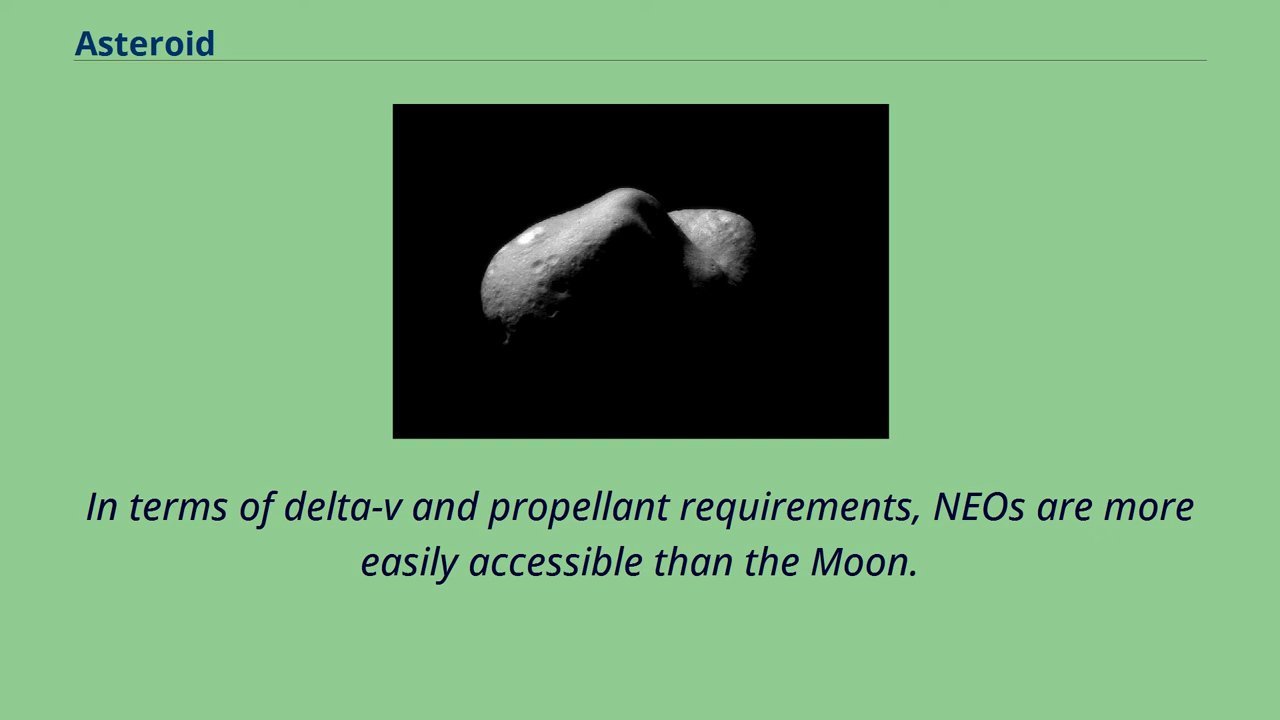 Asteroid
In terms of delta-v and propellant requirements, NEOs are more
easily accessible than the Moon.